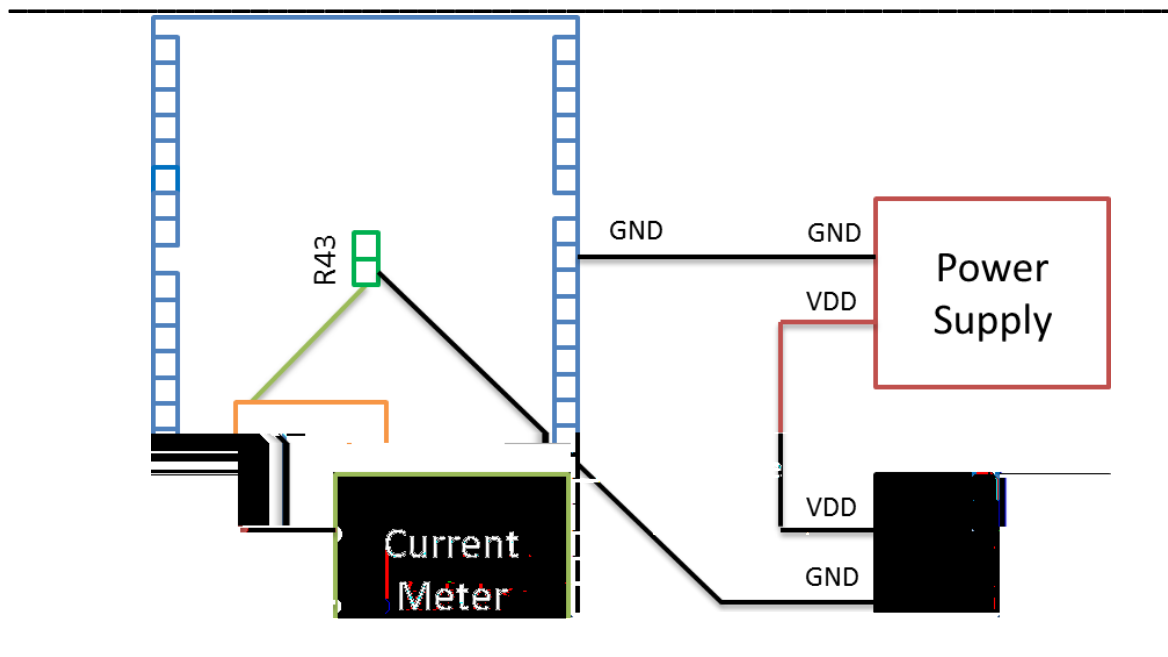 GND
GND
R43
Power
Supply
VDD
VDD
Current
Meter
GND